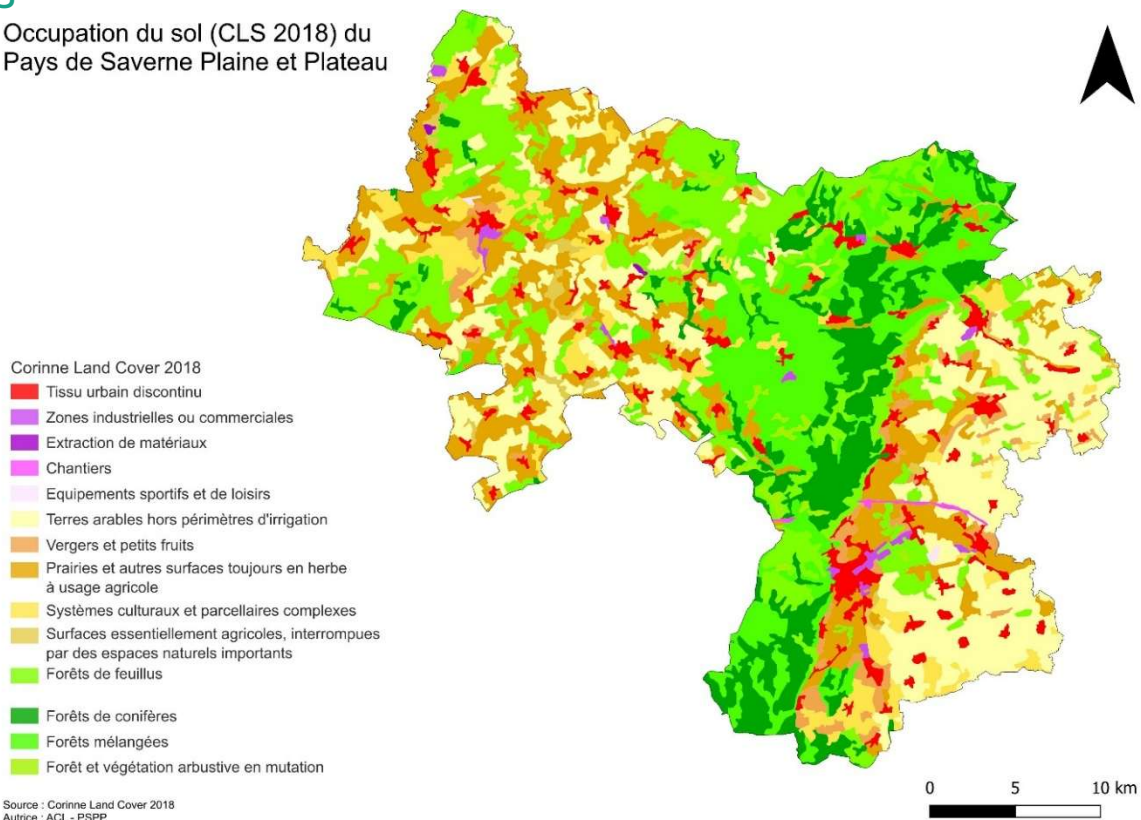 Occupation du sol (CLS 2018) du
Pays de Saverne Plaine et Plateau
Corinne Land Cover 2018
Tissu urbain discontinu
Zones industrielles ou commerciales
Extraction de matériaux
Chantiers
Equipements sportifs et de loisirs
Terres arables hors périmètres d'irrigation
Vergers et petits fruits
Prairies et autres surfaces toujours en herbe
à usage agricole
Systèmes culturaux et parcellaires complexes
Surfaces essentiellement agricoles, interrompues
par des espaces naturels importants
Forêts de feuillus
Forêts de conifères
Forêts mélangées
Forêt et végétation arbustive en mutation
Source : Corinne Land Cover 2018
Autrice : ACL - PSPP
0 5 10 km